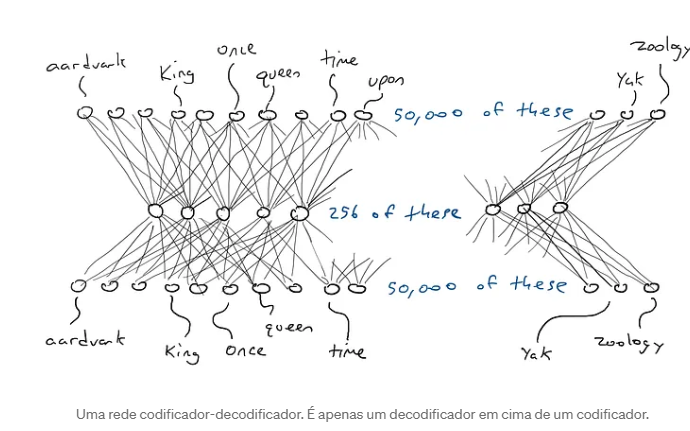 aardvark King once queen time upon Yak zoology
50,000 of these
256 of these
50,000 of these
aardvark King once queen time Yak zoology
Uma rede codificador-decodificador. É apenas um decodificador em cima de um codificador.